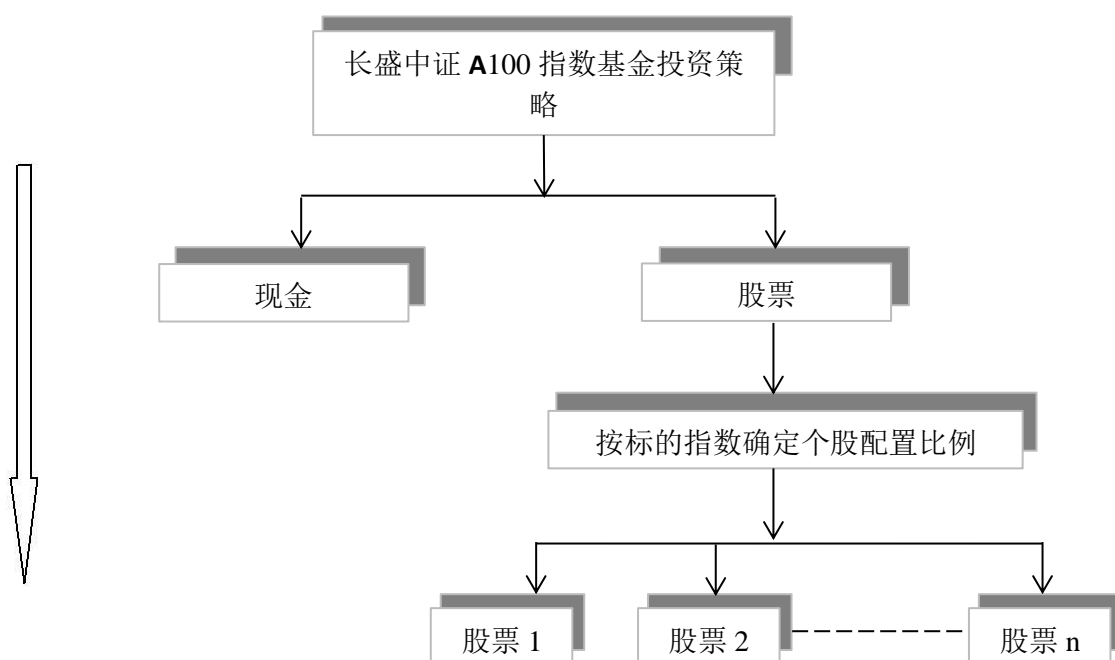 长盛中证 A100 指数基金投资策
略
现金
股票
按标的指数确定个股配置比例
股票 1
股票 2
股票 n